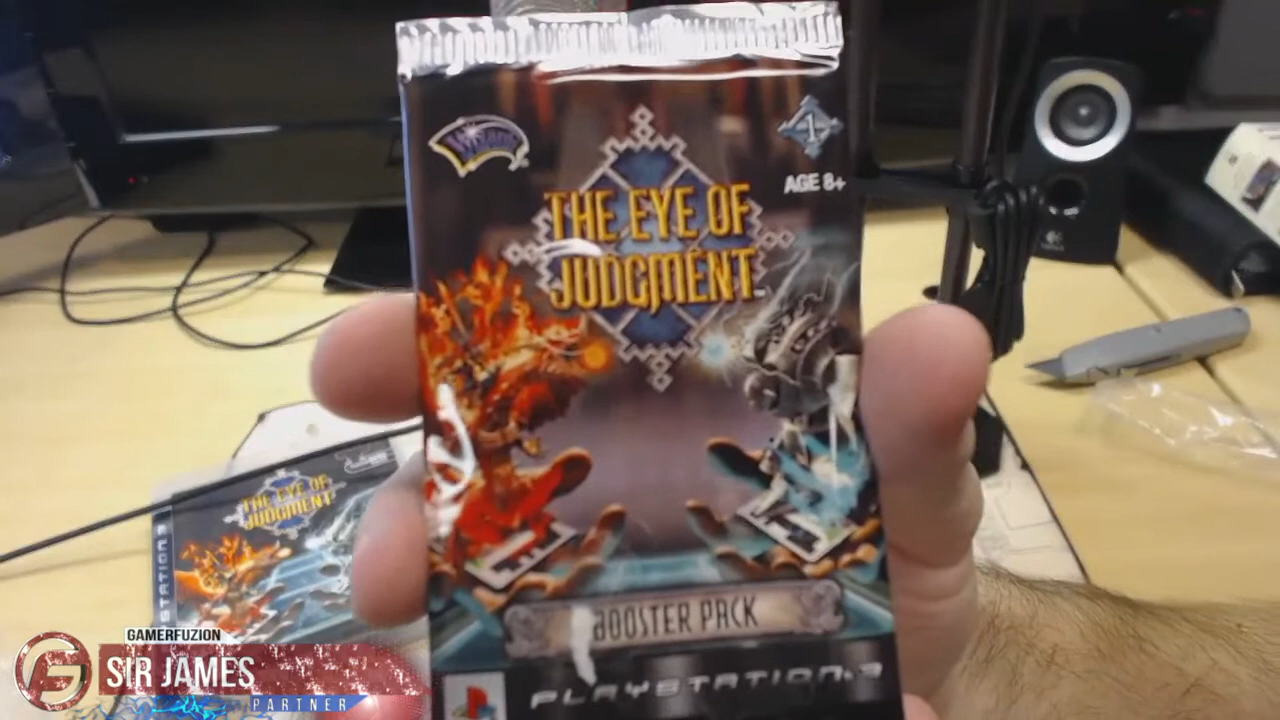 Wizards
1
AGE 8+
THE EYE OF
JUDGMENT
BOOSTER PACK
PLAYSTATION 3
THE EYE OF
JUDGMENT
GAMERFUZION
SIR JAMES
PARTNER